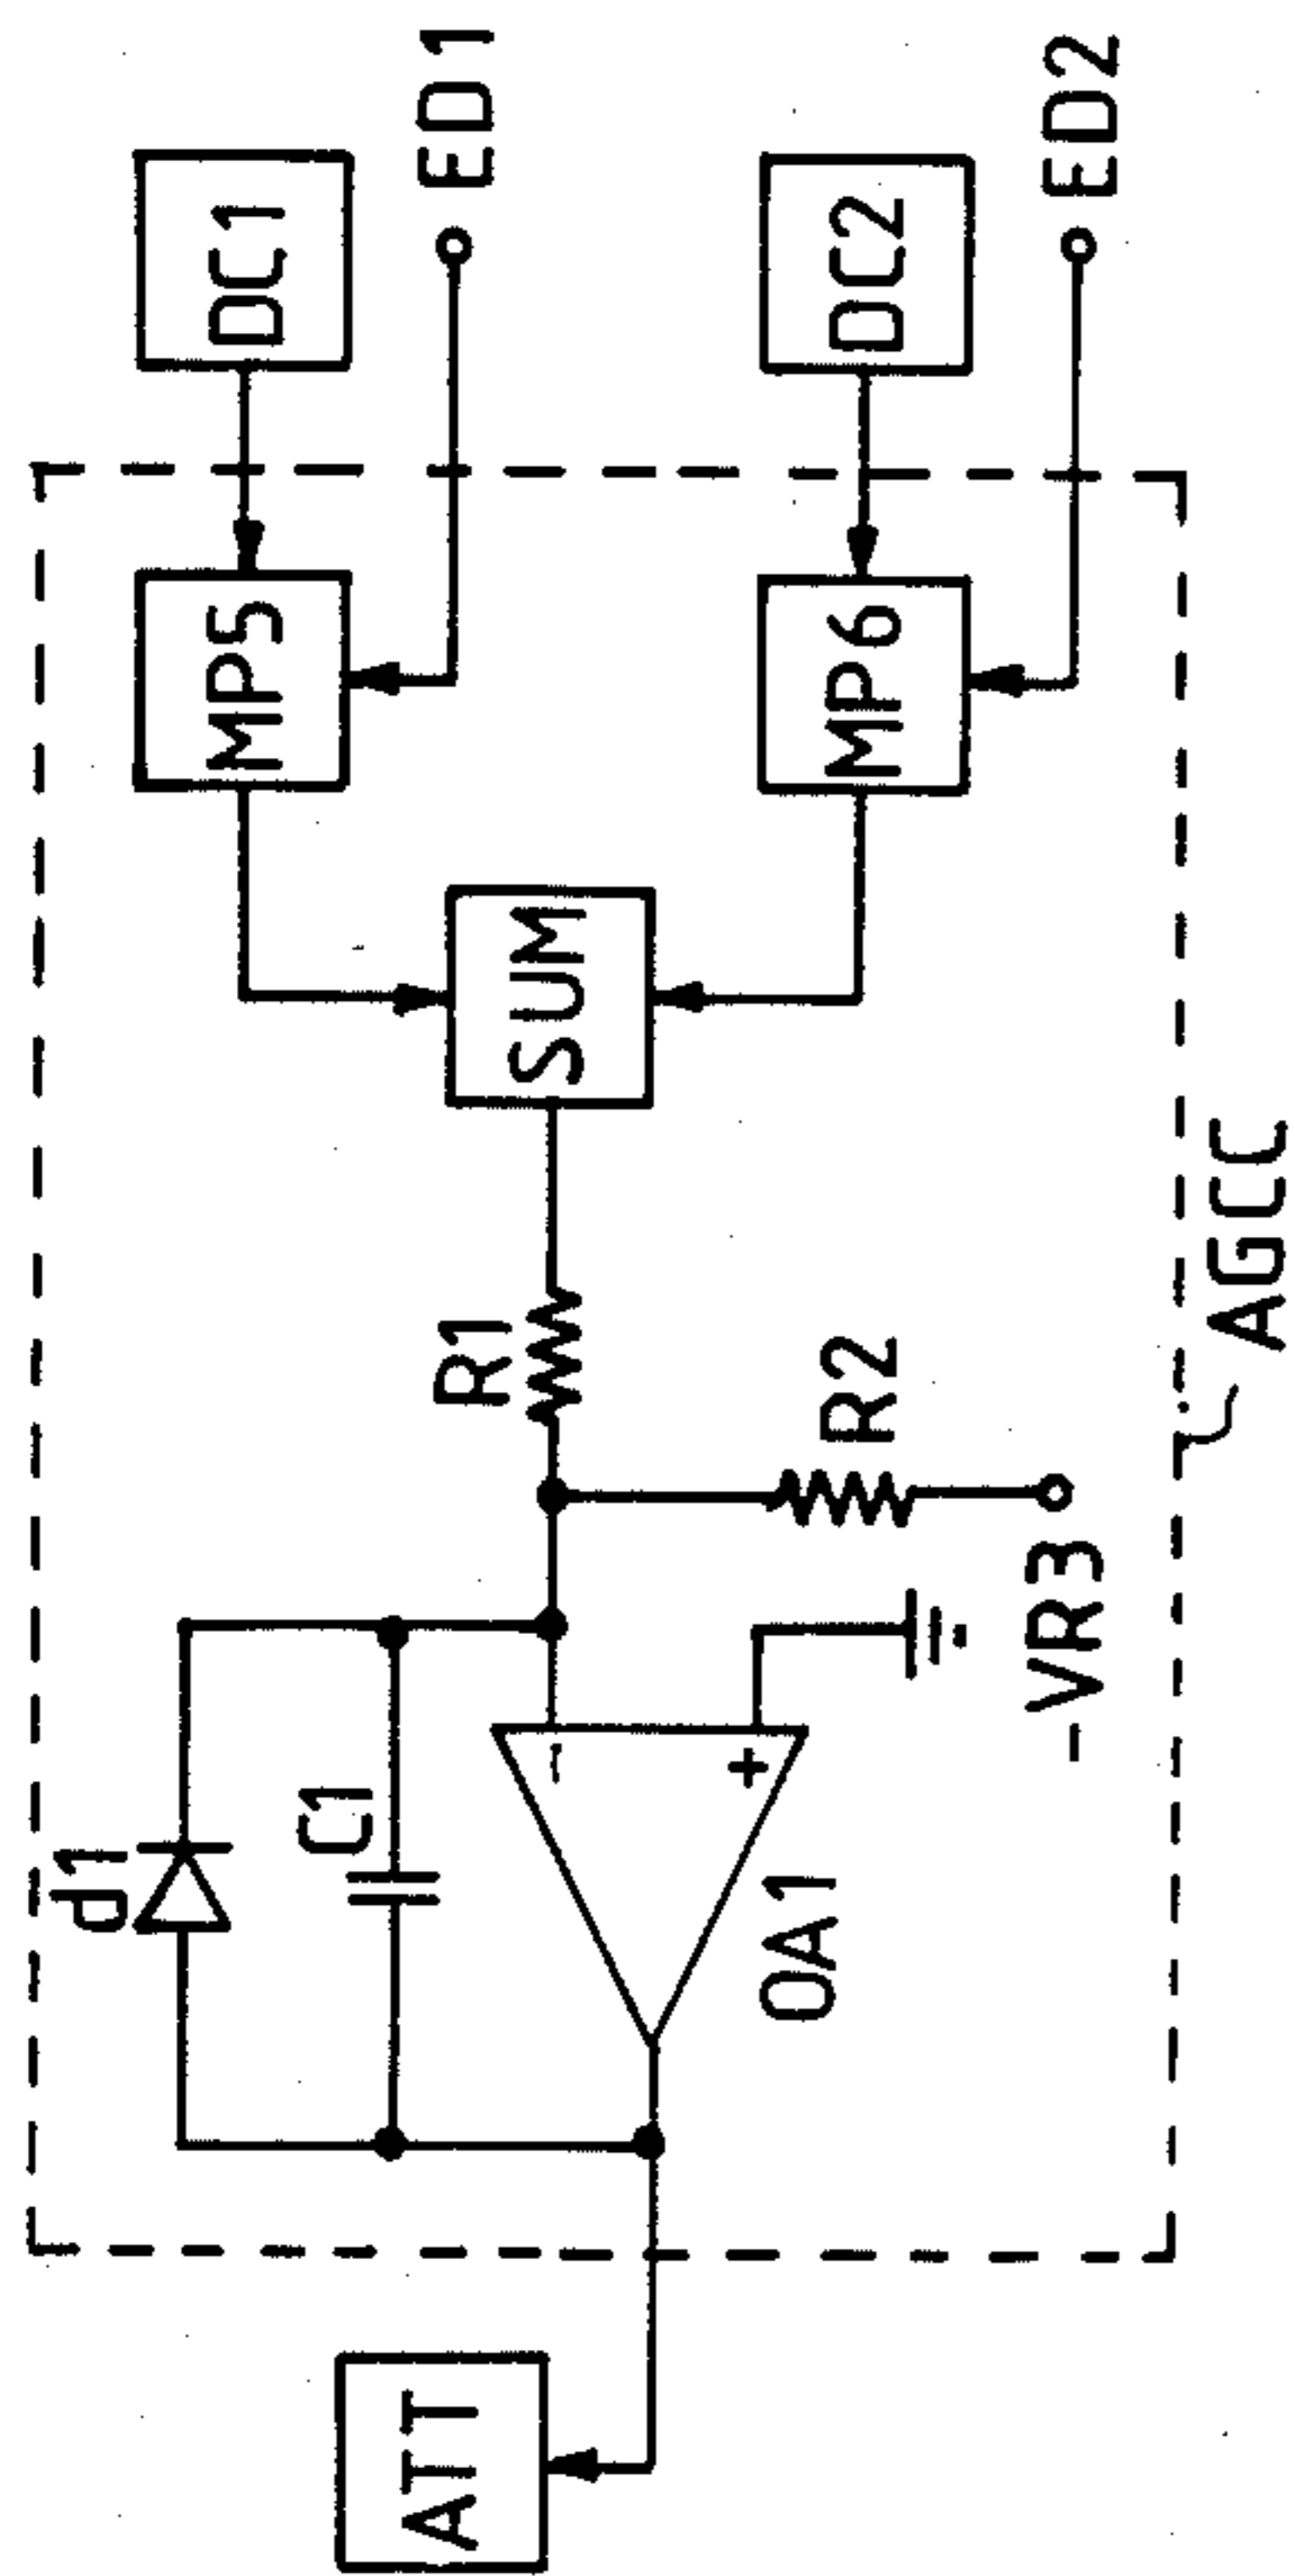 DC1
ED1
DC2
ED2
MP5
MP6
SUM
R1
R2
-VR3
d1
C1
-
+
OA1
ATT
AGCC